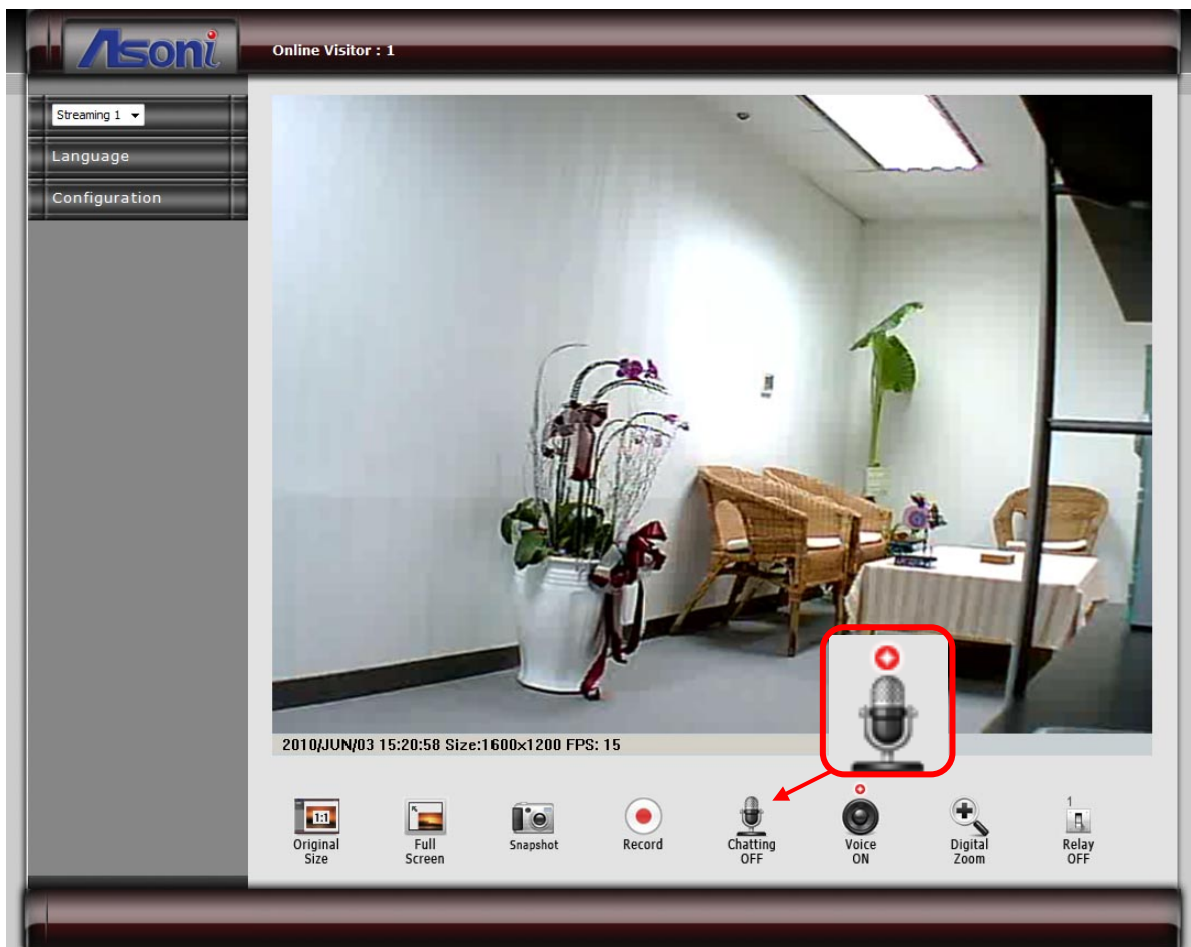 Asoni
Online Visitor : 1
Streaming 1
Language
Configuration
2010/JUN/03 15:20:58 Size:1600x1200 FPS: 15
1:1
Original
Size
Full
Screen
Snapshot
Record
Chatting
OFF
Voice
ON
Digital
Zoom
1
Relay
OFF